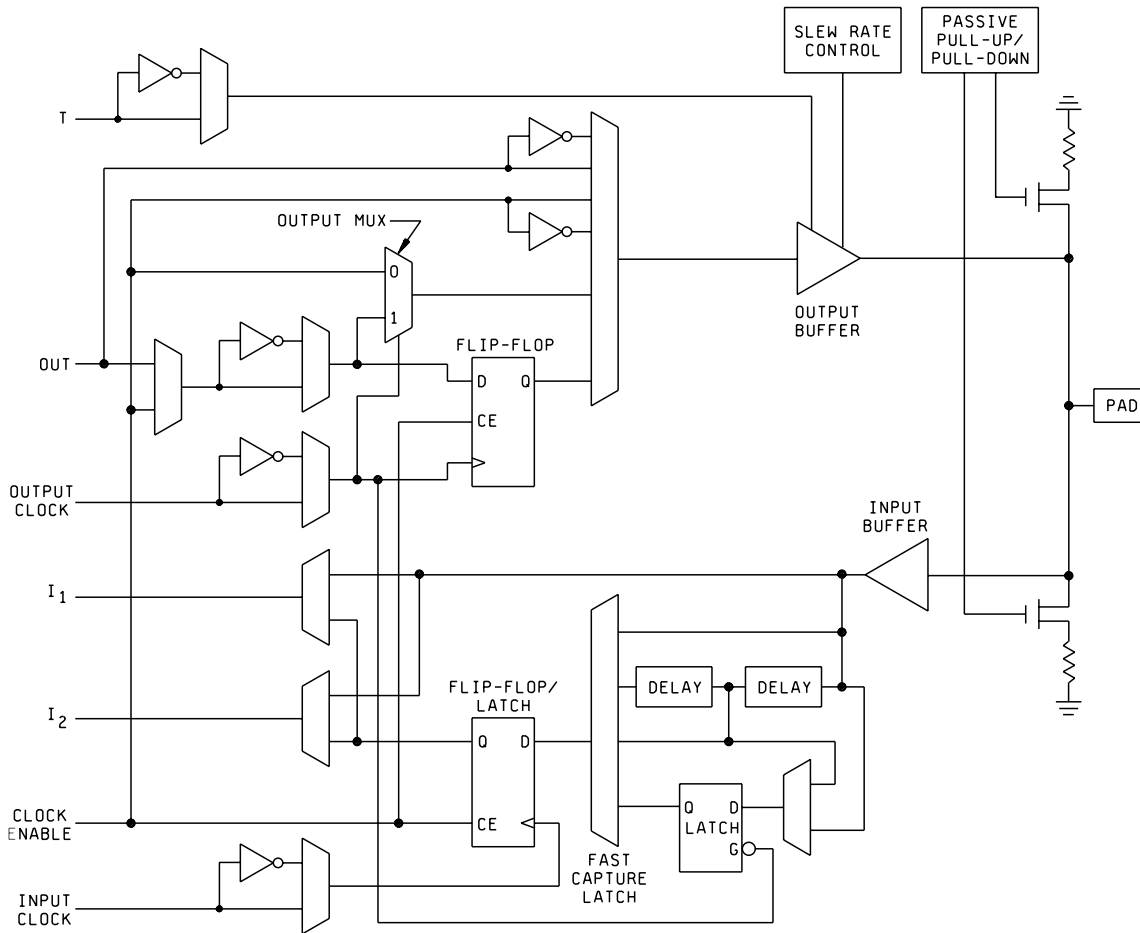 SLEW RATE
CONTROL
PASSIVE
PULL-UP/
PULL-DOWN
T
OUTPUT MUX
0
1
OUTPUT
BUFFER
FLIP-FLOP
OUT
D
Q
CE
PAD
OUTPUT
CLOCK
INPUT
BUFFER
I1
FLIP-FLOP/
LATCH
DELAY
DELAY
I2
Q
D
CE
Q
D
LATCH
G
CLOCK
ENABLE
FAST
CAPTURE
LATCH
INPUT
CLOCK